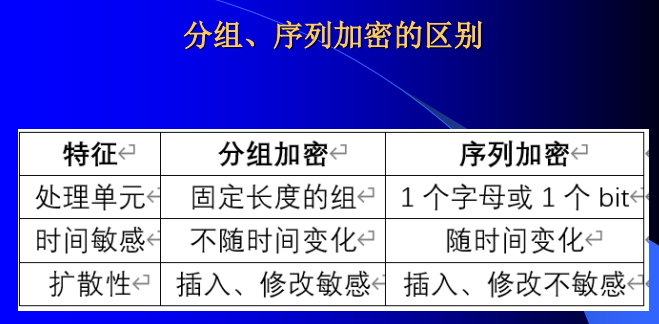 分组、序列加密的区别
特征 分组加密 序列加密
处理单元 固定长度的组 1 个字母或 1 个 bit
时间敏感 不随时间变化 随时间变化
扩散性 插入、修改敏感 插入、修改不敏感